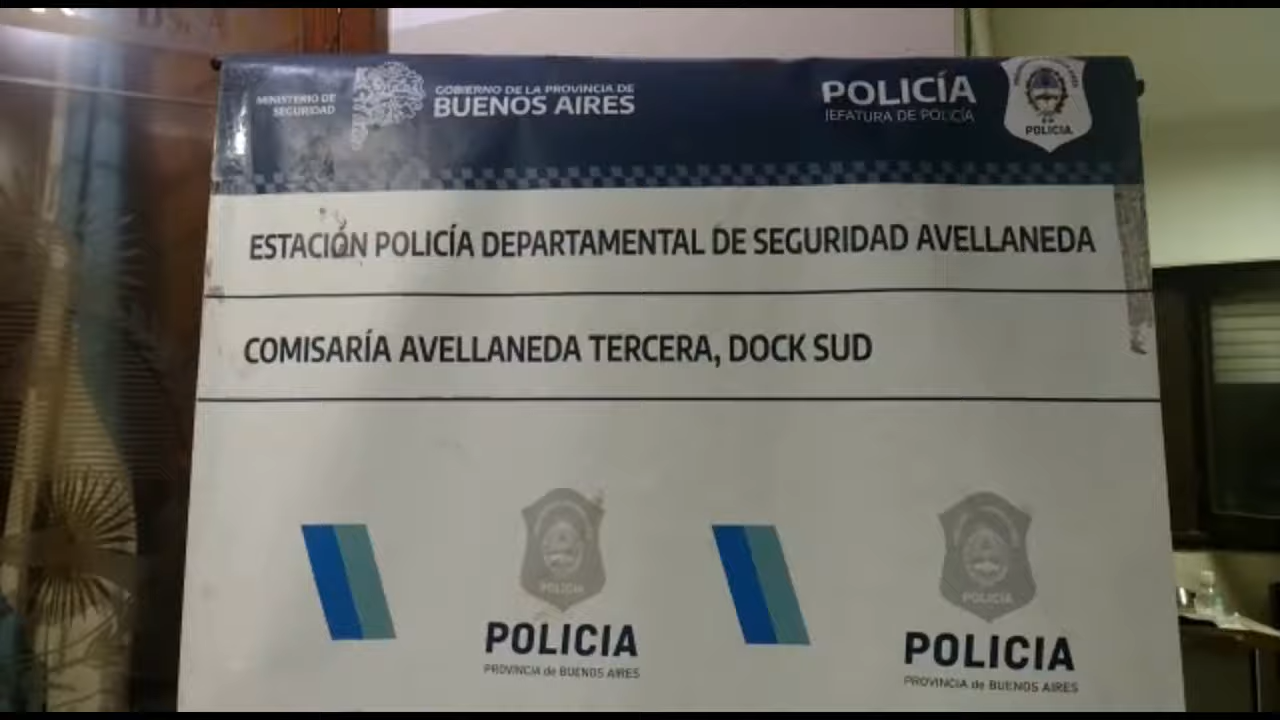 MINISTERIO DE
SEGURIDAD
GOBIERNO DE LA PROVINCIA DE
BUENOS AIRES
POLICÍA
JEFATURA DE POLICÍA
POLICIA
ESTACIÓN POLICÍA DEPARTAMENTAL DE SEGURIDAD AVELLANEDA
COMISARÍA AVELLANEDA TERCERA, DOCK SUD
POLICIA
POLICIA
PROVINCIA de BUENOS AIRES
POLICIA
POLICIA
PROVINCIA de BUENOS AIRES